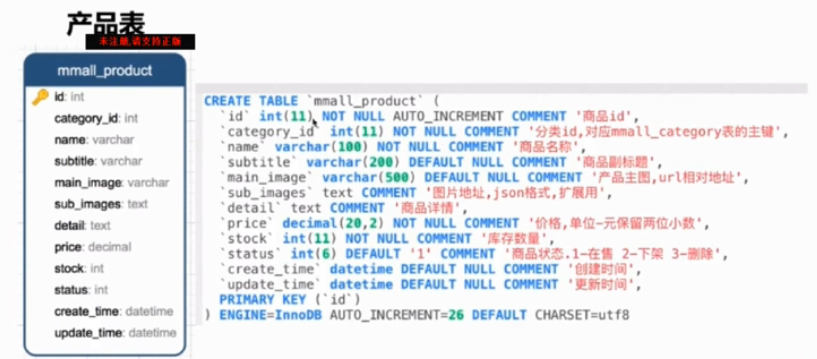 产品表
未注册,请支持正版
mmall_product
id: int
category_id: int
name: varchar
subtitle: varchar
main_image: varchar
sub_images: text
detail: text
price: decimal
stock: int
status: int
create_time: datetime
update_time: datetime
CREATE TABLE `mmall_product` (
`id` int(11) NOT NULL AUTO_INCREMENT COMMENT '商品id',
`category_id` int(11) NOT NULL COMMENT '分类id,对应mmall_category表的主键',
`name` varchar(100) NOT NULL COMMENT '商品名称',
`subtitle` varchar(200) DEFAULT NULL COMMENT '商品副标题',
`main_image` varchar(500) DEFAULT NULL COMMENT '产品主图,url相对地址',
`sub_images` text COMMENT '图片地址,json格式,扩展用',
`detail` text COMMENT '商品详情',
`price` decimal(20,2) NOT NULL COMMENT '价格,单位-元保留两位小数',
`stock` int(11) NOT NULL COMMENT '库存数量',
`status` int(6) DEFAULT '1' COMMENT '商品状态.1-在售 2-下架 3-删除',
`create_time` datetime DEFAULT NULL COMMENT '创建时间',
`update_time` datetime DEFAULT NULL COMMENT '更新时间',
PRIMARY KEY (`id`)
) ENGINE=InnoDB AUTO_INCREMENT=26 DEFAULT CHARSET=utf8